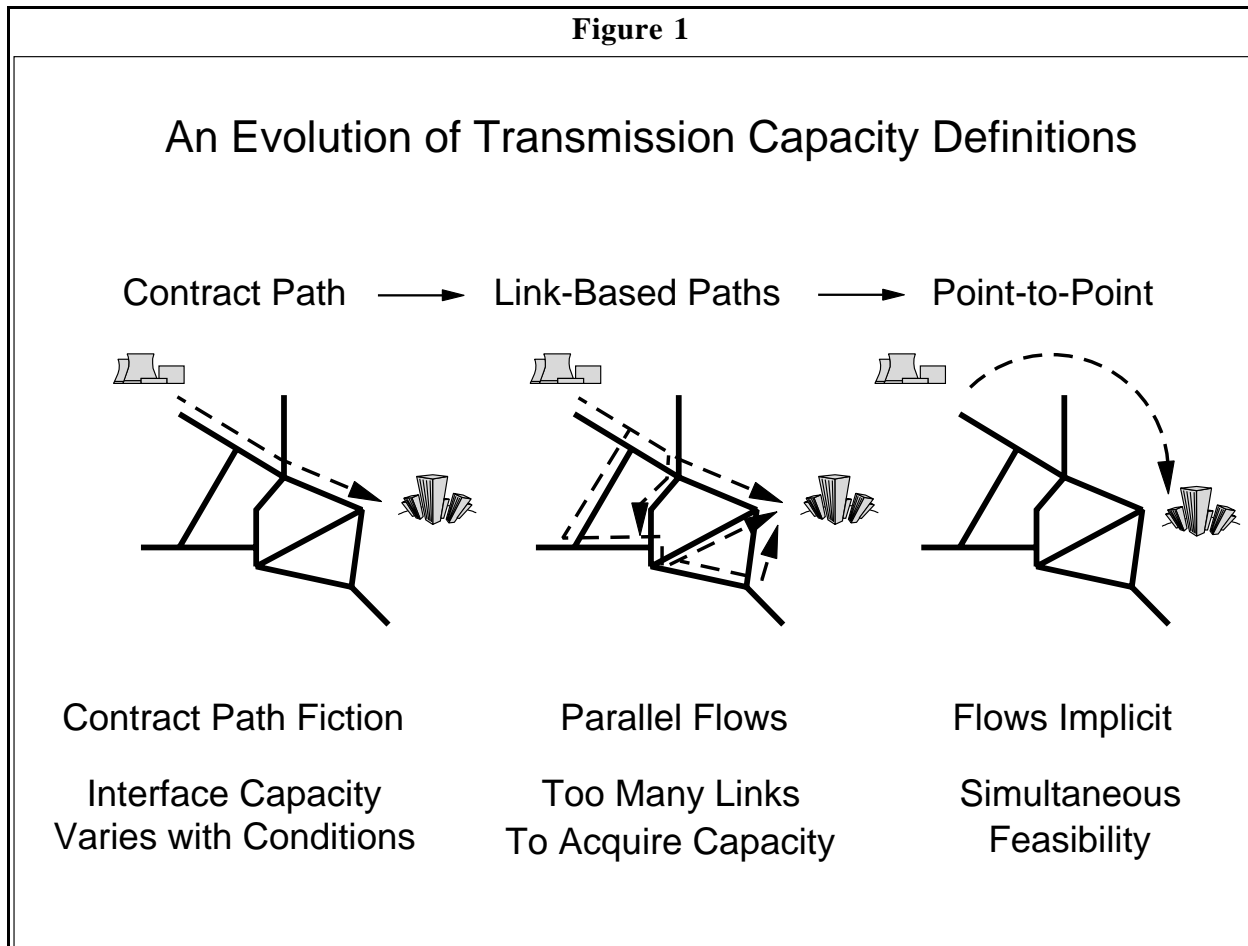 Figure 1
An Evolution of Transmission Capacity Definitions
Contract Path
Link-Based Paths
Point-to-Point
Contract Path Fiction
Parallel Flows
Flows Implicit
Interface Capacity
Varies with Conditions
Too Many Links
To Acquire Capacity
Simultaneous
Feasibility